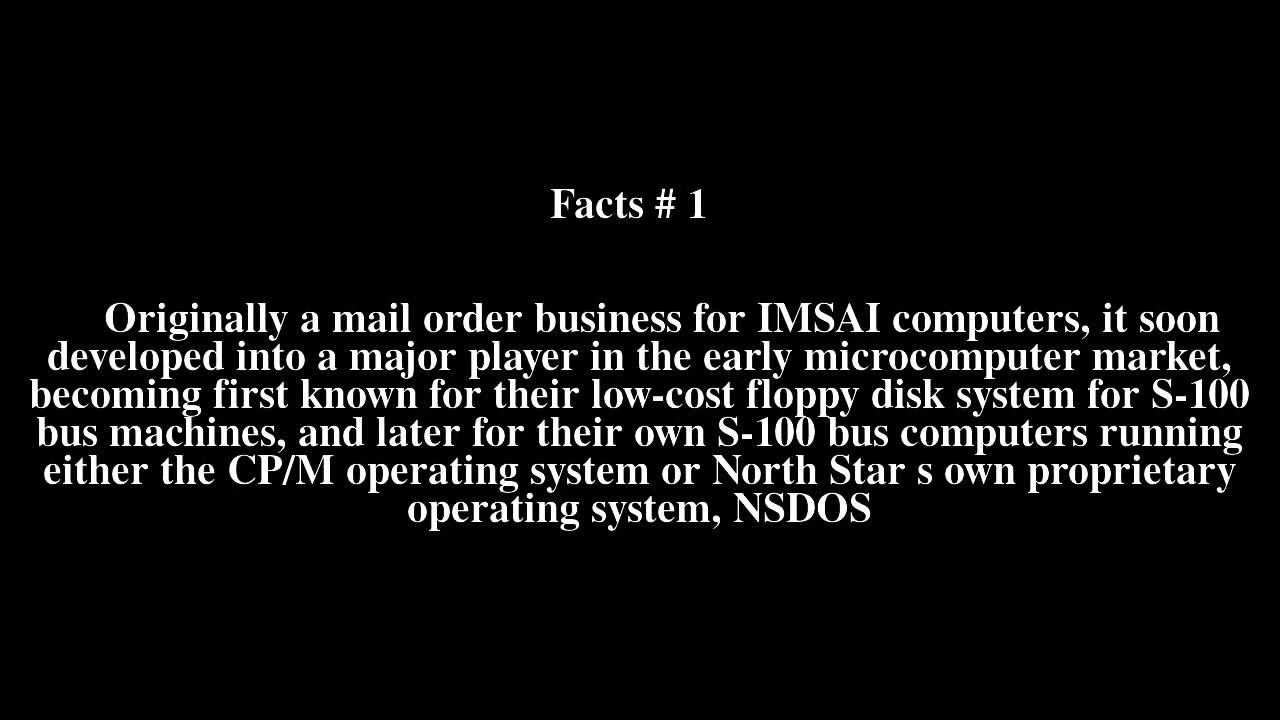 Facts # 1
Originally a mail order business for IMSAI computers, it soon
developed into a major player in the early microcomputer market,
becoming first known for their low-cost floppy disk system for S-100
bus machines, and later for their own S-100 bus computers running
either the CP/M operating system or North Star s own proprietary
operating system, NSDOS